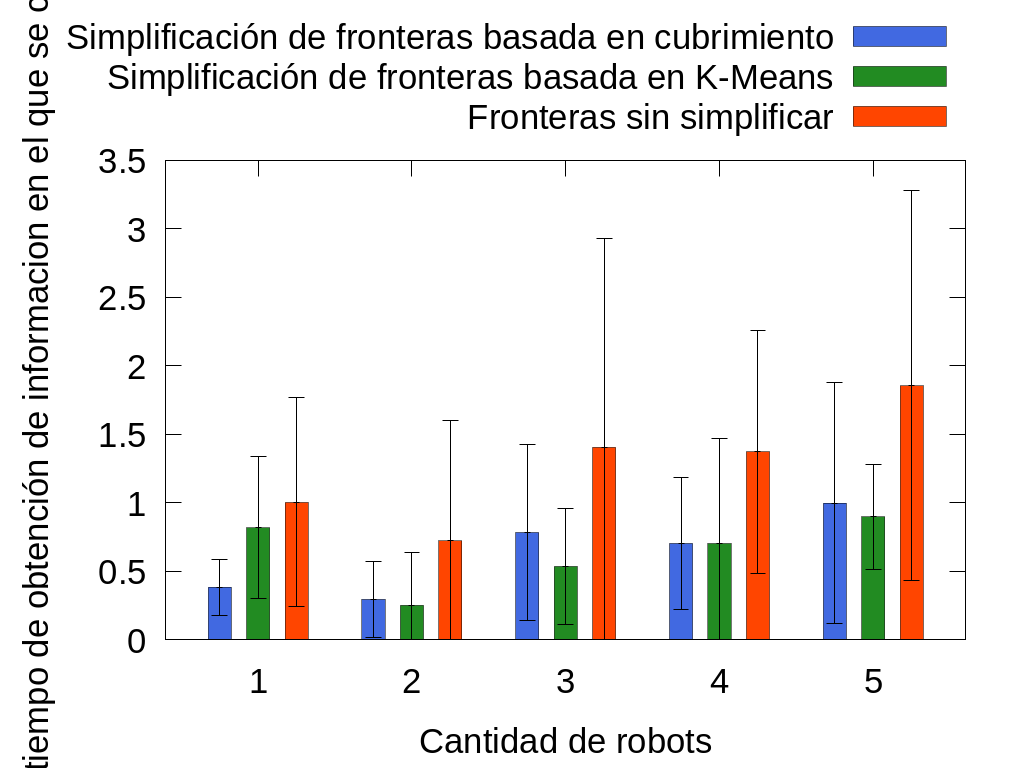 Simplificación de fronteras basada en cubrimiento
Simplificación de fronteras basada en K-Means
Fronteras sin simplificar
tiempo de obtención de informacion en el que se
3.5
3
2.5
2
1.5
1
0.5
0
1 2 3 4 5
Cantidad de robots